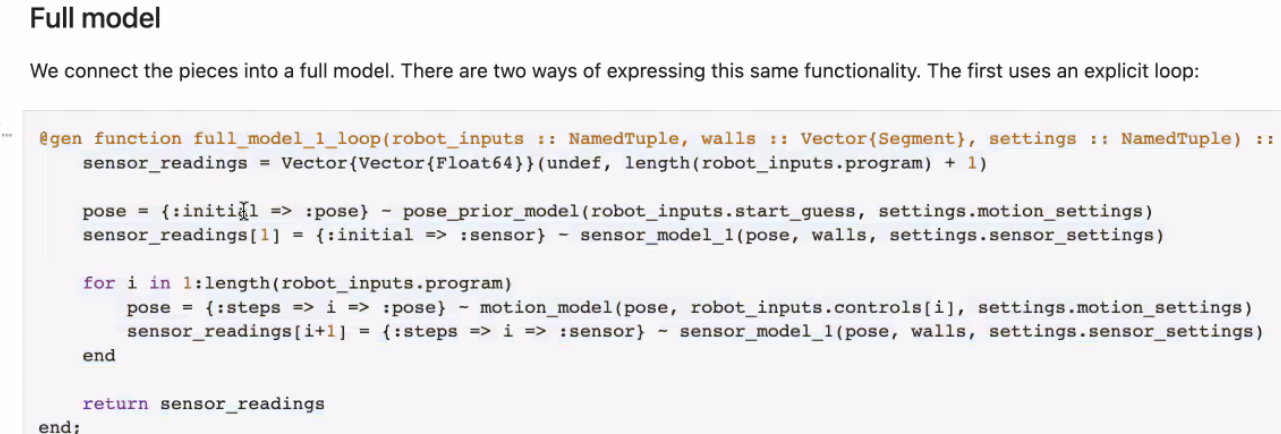 Full model
We connect the pieces into a full model. There are two ways of expressing this same functionality. The first uses an explicit loop:
@gen function full_model_1_loop(robot_inputs :: NamedTuple, walls :: Vector{Segment}, settings :: NamedTuple) ::
    sensor_readings = Vector{Vector{Float64}}(undef, length(robot_inputs.program) + 1)
    pose = {:initial => :pose} ~ pose_prior_model(robot_inputs.start_guess, settings.motion_settings)
    sensor_readings[1] = {:initial => :sensor} ~ sensor_model_1(pose, walls, settings.sensor_settings)
    for i in 1:length(robot_inputs.program)
        pose = {:steps => i => :pose} ~ motion_model(pose, robot_inputs.controls[i], settings.motion_settings)
        sensor_readings[i+1] = {:steps => i => :sensor} ~ sensor_model_1(pose, walls, settings.sensor_settings)
    end
    return sensor_readings
end;